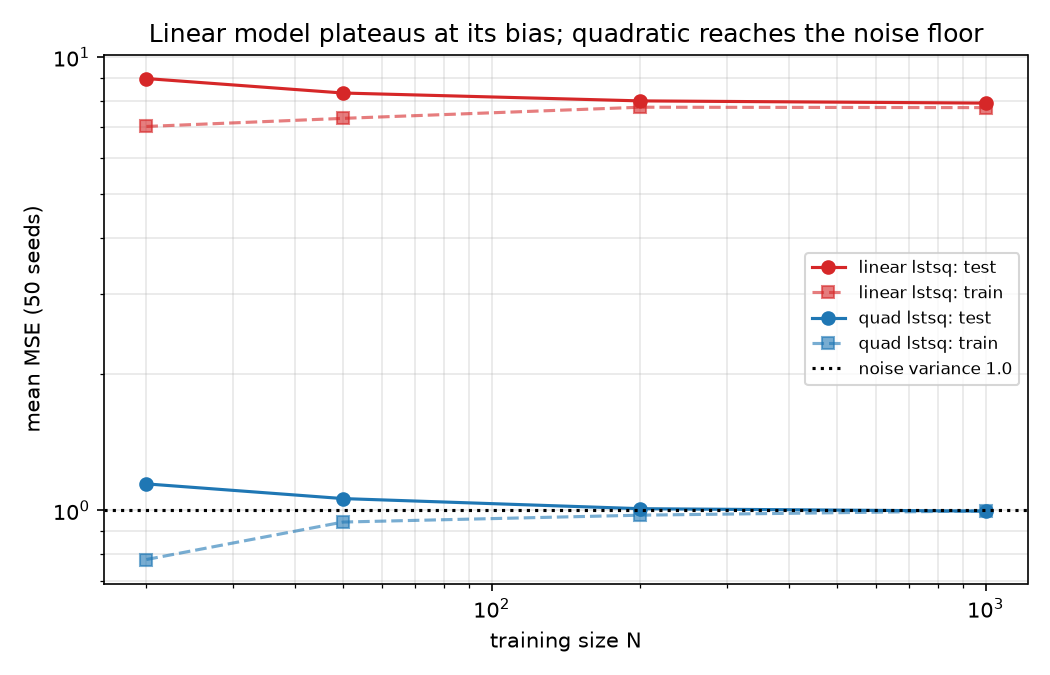 Linear model plateaus at its bias; quadratic reaches the noise floor
mean MSE (50 seeds)
10¹
10⁰
linear lstsq: test
linear lstsq: train
quad lstsq: test
quad lstsq: train
noise variance 1.0
10²
10³
training size N